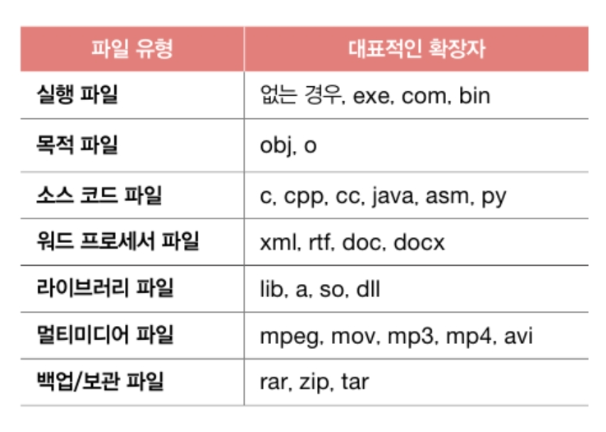 파일 유형 대표적인 확장자
실행 파일 없는 경우, exe, com, bin
목적 파일 obj, o
소스 코드 파일 c, cpp, cc, java, asm, py
워드 프로세서 파일 xml, rtf, doc, docx
라이브러리 파일 lib, a, so, dll
멀티미디어 파일 mpeg, mov, mp3, mp4, avi
백업/보관 파일 rar, zip, tar